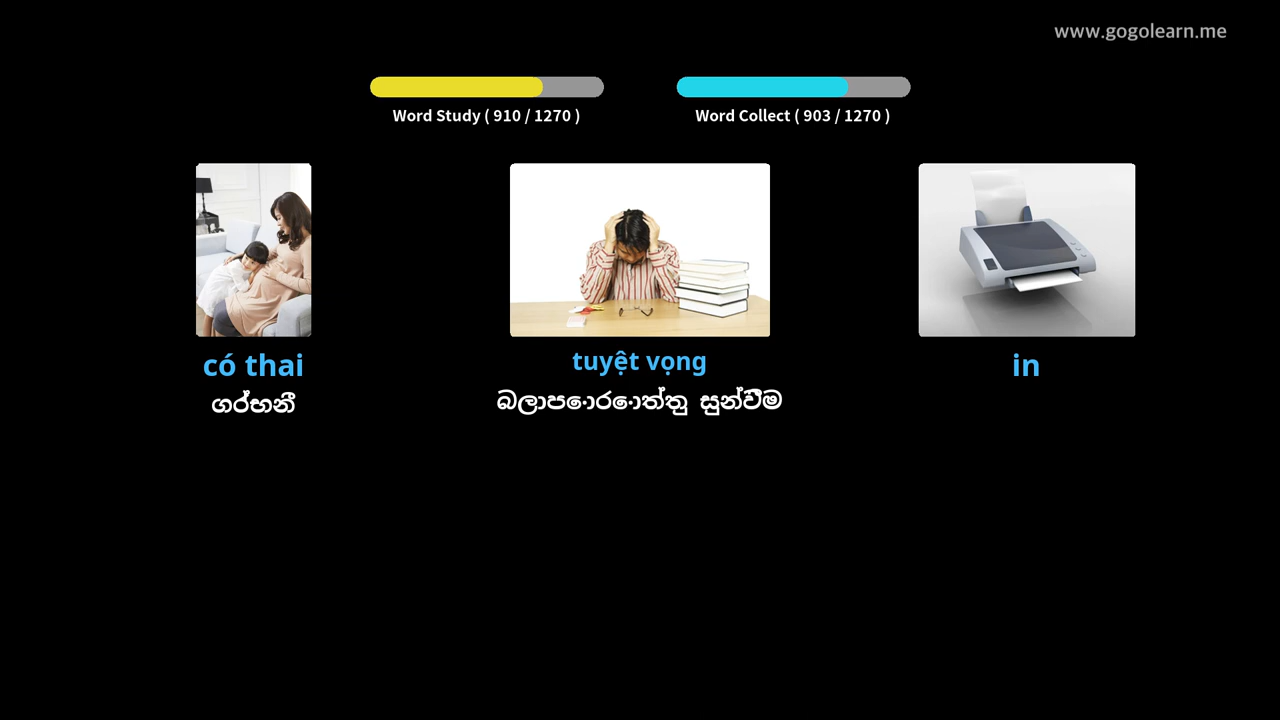 www.gogolearn.me
Word Study ( 910 / 1270 )
Word Collect ( 903 / 1270 )
có thai
tuyệt vọng
in
ගර්භනී
බලාපොරොත්තු සුන්වීම